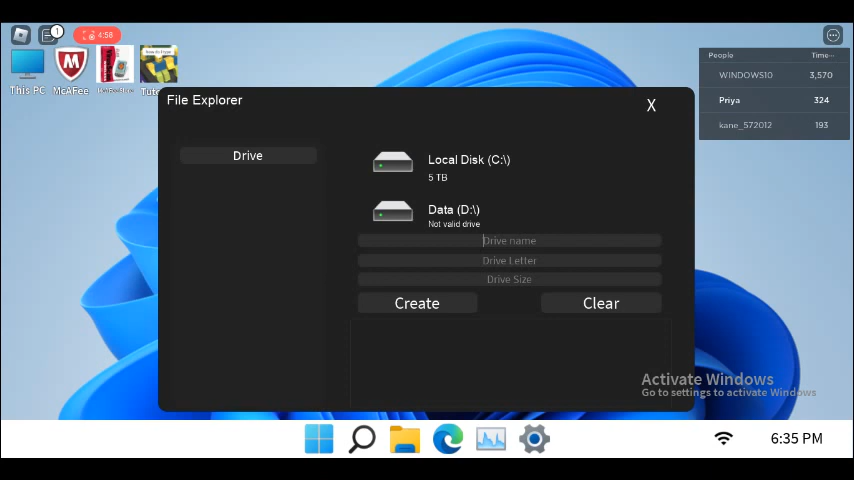 1
4:58
People Time--
WINDOWS10 3,570
Priya 324
kane_572012 193
This PC McAfee
File Explorer X
Drive
Local Disk (C:\)
5 TB
Data (D:\)
Not valid drive
Drive name
Drive Letter
Drive Size
Create Clear
Activate Windows
Go to settings to activate Windows
6:35 PM